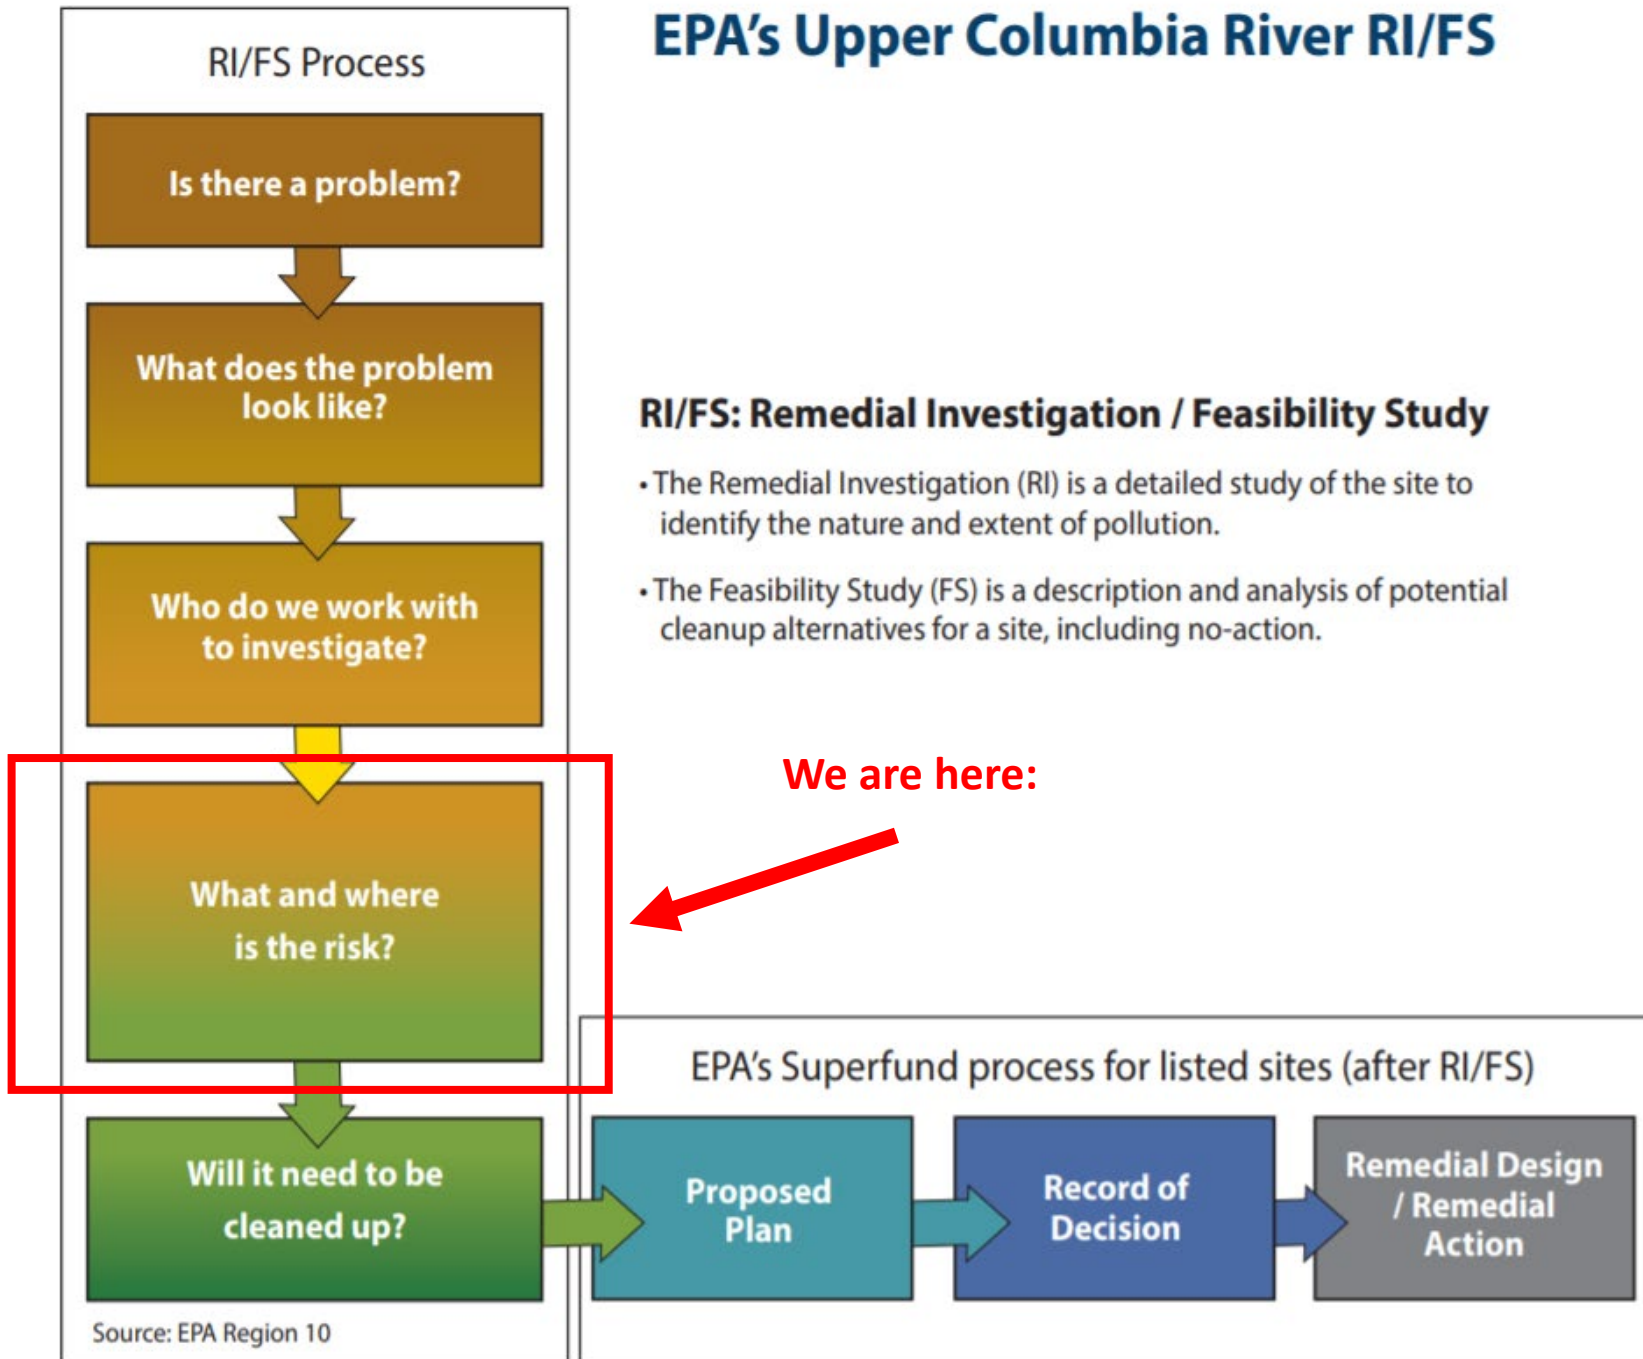 EPA's Upper Columbia River RI/FS
RI/FS Process
Is there a problem?
What does the problem
look like?
Who do we work with
to investigate?
What and where
is the risk?
Will it need to be
cleaned up?
Source: EPA Region 10
RI/FS: Remedial Investigation / Feasibility Study
• The Remedial Investigation (RI) is a detailed study of the site to
identify the nature and extent of pollution.
• The Feasibility Study (FS) is a description and analysis of potential
cleanup alternatives for a site, including no-action.
We are here:
EPA's Superfund process for listed sites (after RI/FS)
Proposed
Plan
Record of
Decision
Remedial Design
/ Remedial
Action